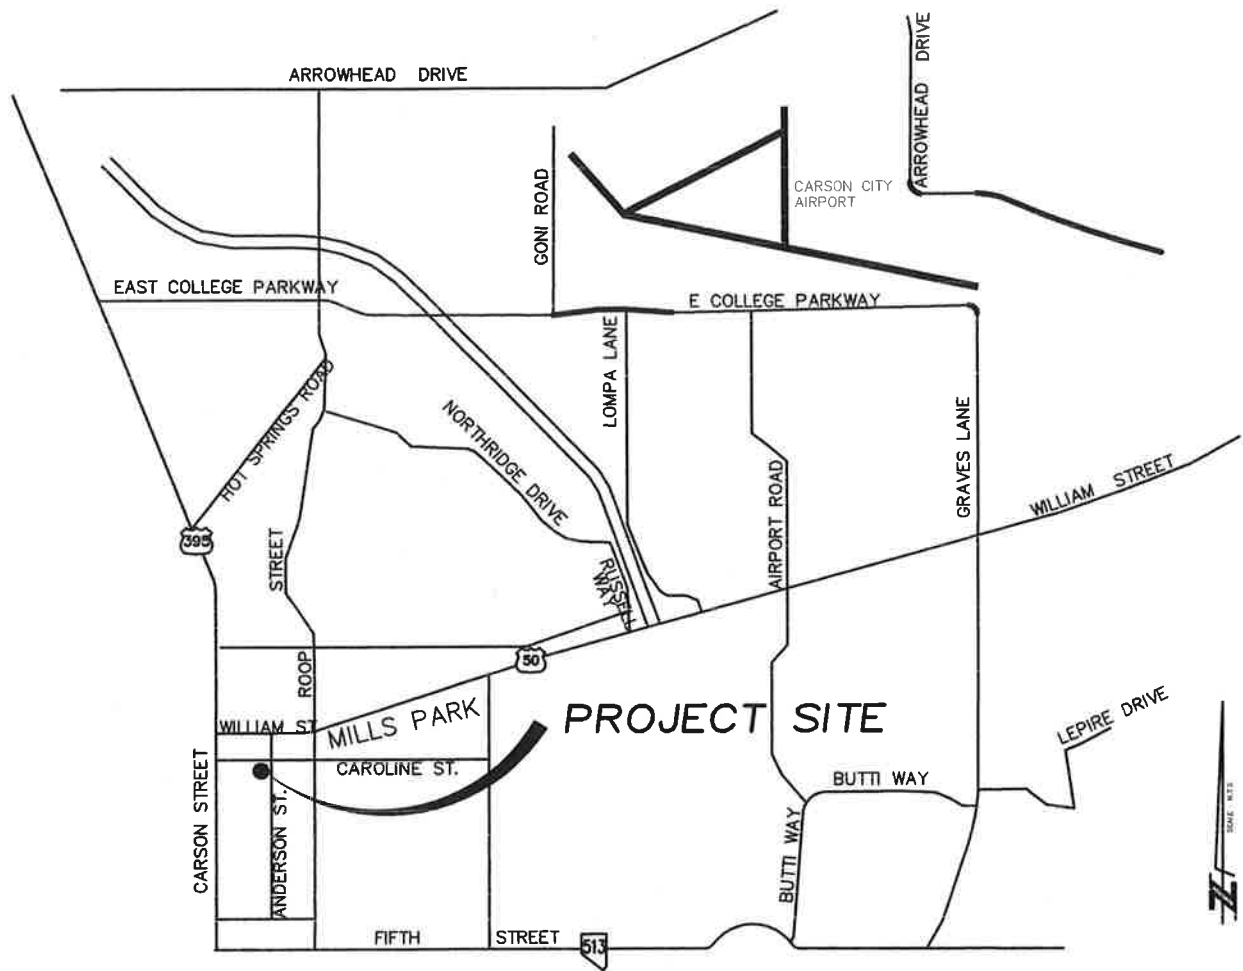 ARROWHEAD DRIVE
ARROWHEAD DRIVE
CARSON CITY
AIRPORT
GONI ROAD
EAST COLLEGE PARKWAY
E COLLEGE PARKWAY
LOMPA LANE
HOT SPRINGS ROAD
NORTHRIDGE DRIVE
GRAVES LANE
AIRPORT ROAD
WILLIAM STREET
395
STREET
RUSSELL
WAY
ROOP
50
MILLS PARK
PROJECT SITE
WILLIAM ST.
LEPIRE DRIVE
CARSON STREET
CAROLINE ST.
BUTTI WAY
ANDERSON ST.
BUTTI WAY
SCALE: N.T.S.
N
FIFTH STREET
513